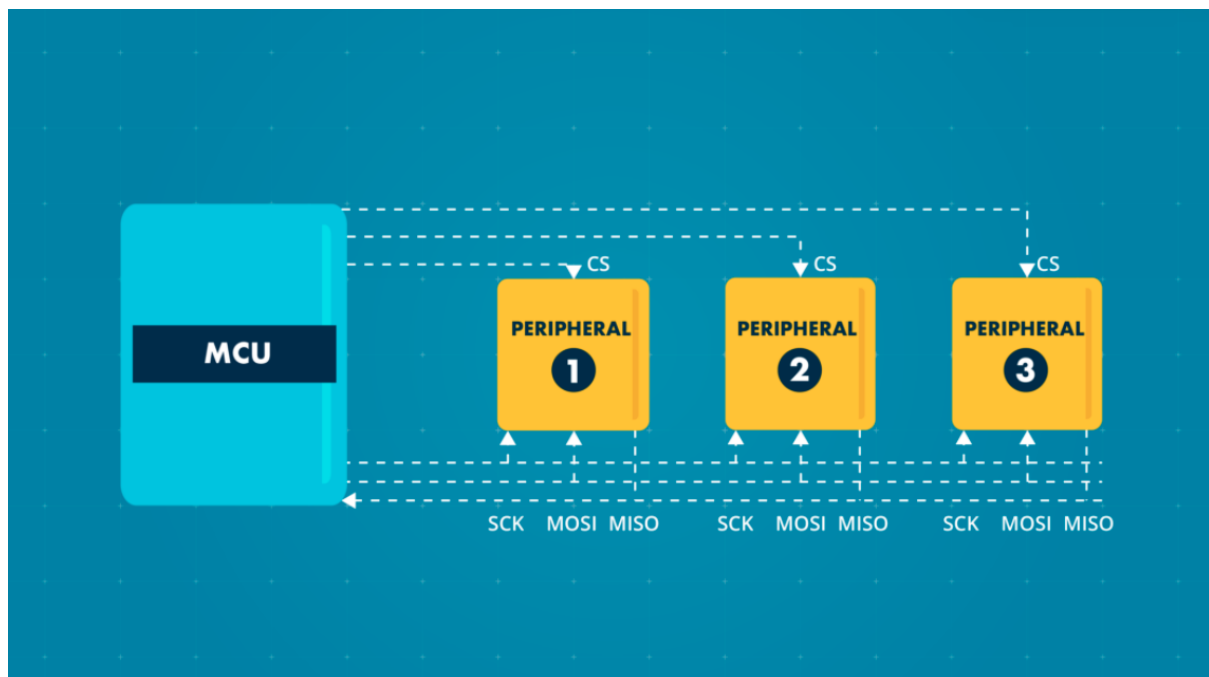 CS
CS
CS
MCU
PERIPHERAL
1
PERIPHERAL
2
PERIPHERAL
3
SCK MOSI MISO
SCK MOSI MISO
SCK MOSI MISO